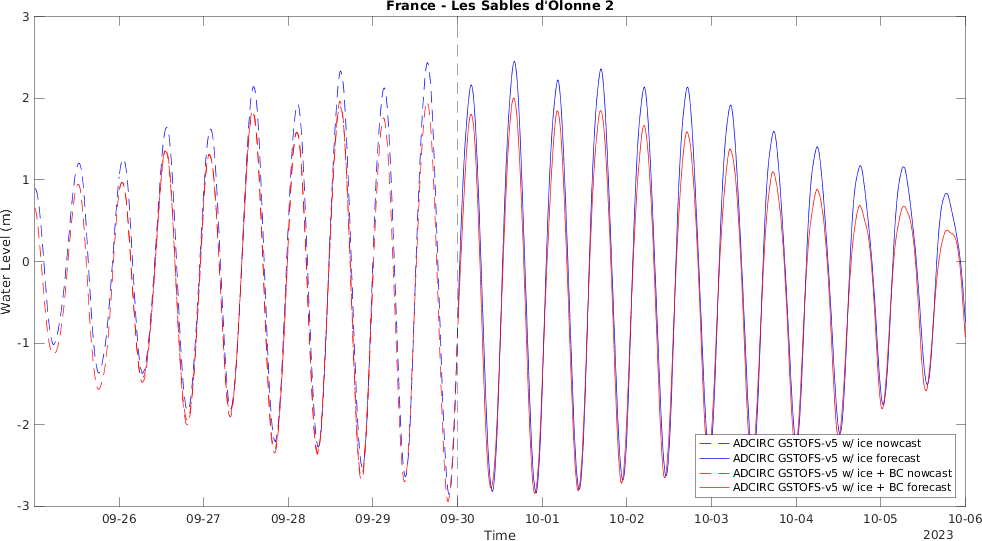 France - Les Sables d'Olonne 2
Water Level (m)
3
2
1
0
-1
-2
-3
09-26
09-27
09-28
09-29
09-30
10-01
10-02
10-03
10-04
10-05
10-06
2023
Time
ADCIRC GSTOFS-v5 w/ ice nowcast
ADCIRC GSTOFS-v5 w/ ice forecast
ADCIRC GSTOFS-v5 w/ ice + BC nowcast
ADCIRC GSTOFS-v5 w/ ice + BC forecast